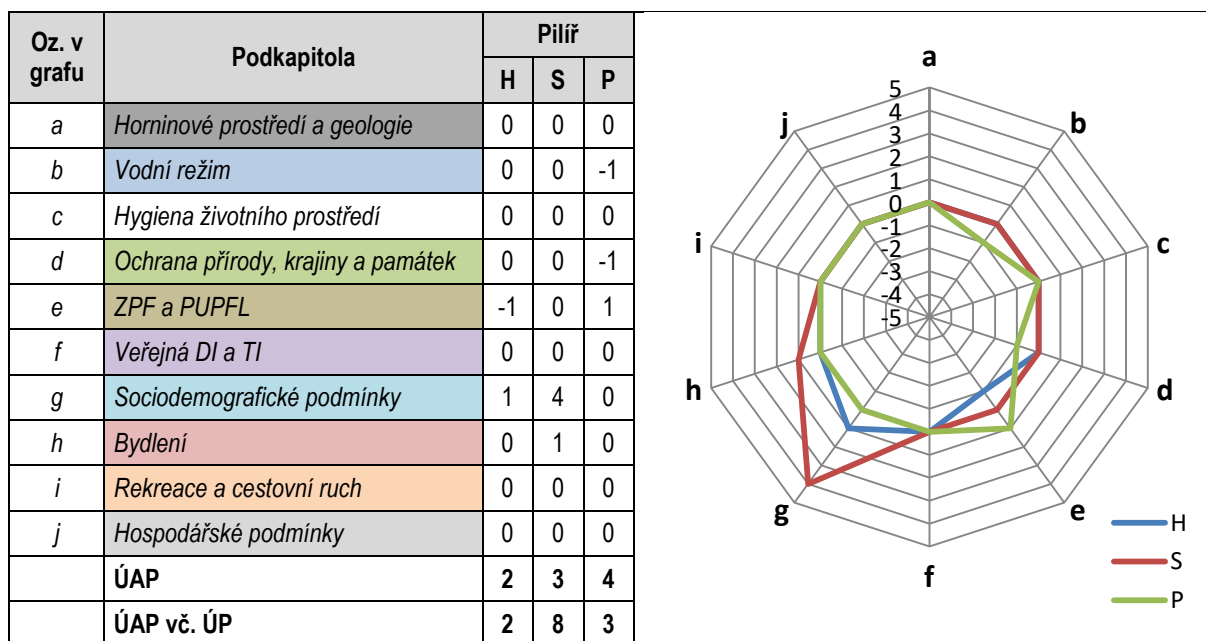 Oz. v grafu Podkapitola Pilíř
H S P
a Horninové prostředí a geologie 0 0 0
b Vodní režim 0 0 -1
c Hygiena životního prostředí 0 0 0
d Ochrana přírody, krajiny a památek 0 0 -1
e ZPF a PUPFL -1 0 1
f Veřejná DI a TI 0 0 0
g Sociodemografické podmínky 1 4 0
h Bydlení 0 1 0
i Rekreace a cestovní ruch 0 0 0
j Hospodářské podmínky 0 0 0
ÚAP 2 3 4
ÚAP vč. ÚP 2 8 3
a
b
c
d
e
f
g
h
i
j
5
4
3
2
1
0
-1
-2
-3
-4
-5
H
S
P